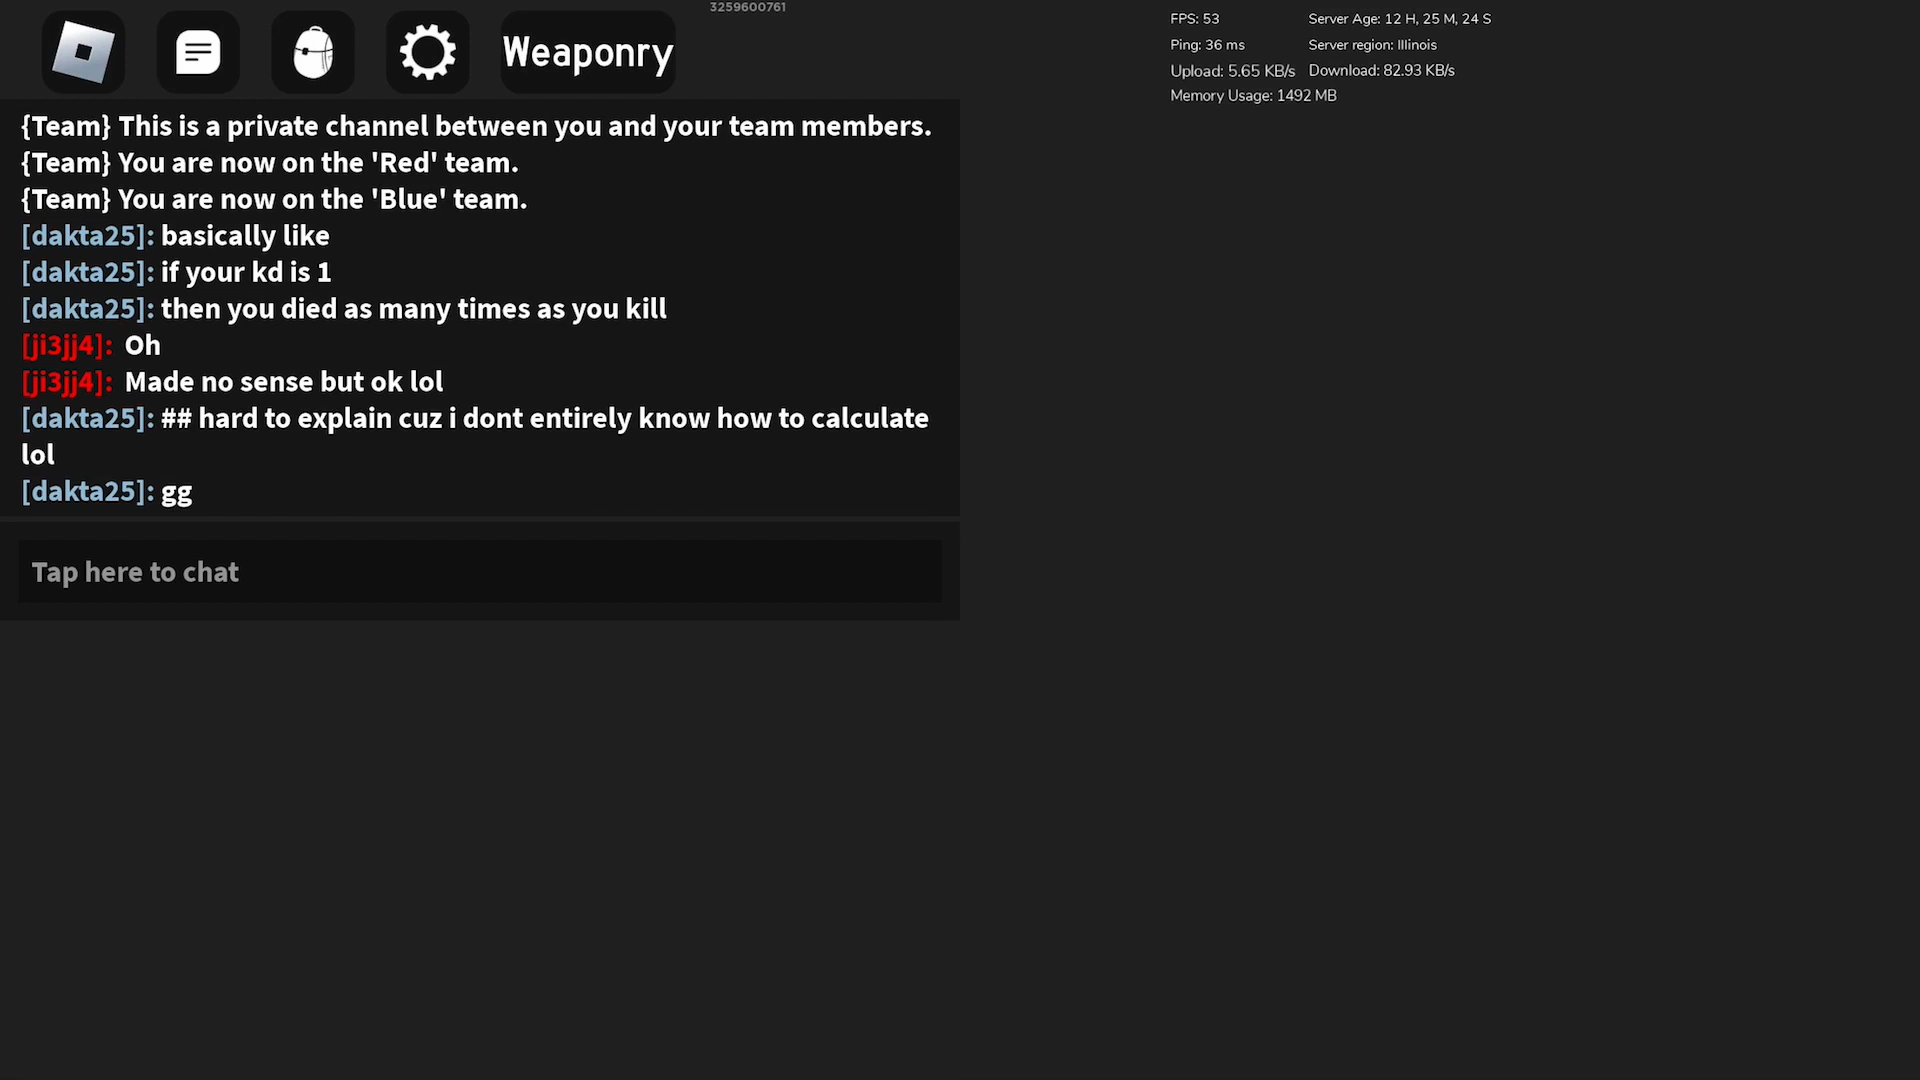 3259600761
Weaponry
FPS: 53
Server Age: 12 H, 25 M, 24 S
Ping: 36 ms
Server region: Illinois
Upload: 5.65 KB/s
Download: 82.93 KB/s
Memory Usage: 1492 MB
{Team} This is a private channel between you and your team members.
{Team} You are now on the 'Red' team.
{Team} You are now on the 'Blue' team.
[dakta25]: basically like
[dakta25]: if your kd is 1
[dakta25]: then you died as many times as you kill
[ji3jj4]: Oh
[ji3jj4]: Made no sense but ok lol
[dakta25]: ## hard to explain cuz i dont entirely know how to calculate
lol
[dakta25]: gg
Tap here to chat